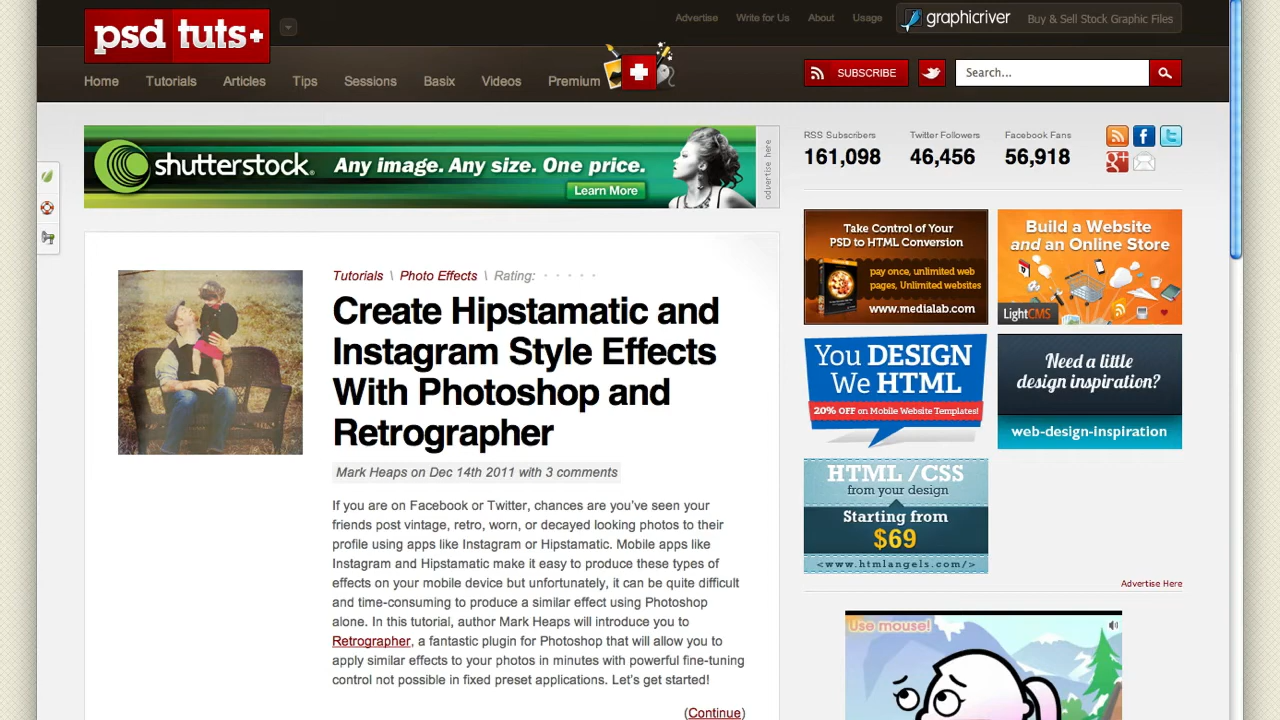 psd tuts+
Advertise Write for Us About Usage
graphicriver Buy & Sell Stock Graphic Files
Home Tutorials Articles Tips Sessions Basix Videos Premium
SUBSCRIBE
Search...
shutterstock. Any image. Any size. One price.
Learn More
advertise here
RSS Subscribers Twitter Followers Facebook Fans
161,098 46,456 56,918
Tutorials \ Photo Effects \ Rating:
Create Hipstamatic and
Instagram Style Effects
With Photoshop and
Retrographer
Mark Heaps on Dec 14th 2011 with 3 comments
If you are on Facebook or Twitter, chances are you've seen your
friends post vintage, retro, worn, or decayed looking photos to their
profile using apps like Instagram or Hipstamatic. Mobile apps like
Instagram and Hipstamatic make it easy to produce these types of
effects on your mobile device but unfortunately, it can be quite difficult
and time-consuming to produce a similar effect using Photoshop
alone. In this tutorial, author Mark Heaps will introduce you to
Retrographer, a fantastic plugin for Photoshop that will allow you to
apply similar effects to your photos in minutes with powerful fine-tuning
control not possible in fixed preset applications. Let's get started!
(Continue)
Take Control of Your
PSD to HTML Conversion
pay once, unlimited web
pages, Unlimited websites
www.medialab.com
Build a Website
and an Online Store
LightCMS
You DESIGN
We HTML
20% OFF on Mobile Website Templates!
Need a little
design inspiration?
web-design-inspiration
HTML /CSS
from your design
Starting from
$69
<www.htmlangels.com/>
Advertise Here
Use mouse!